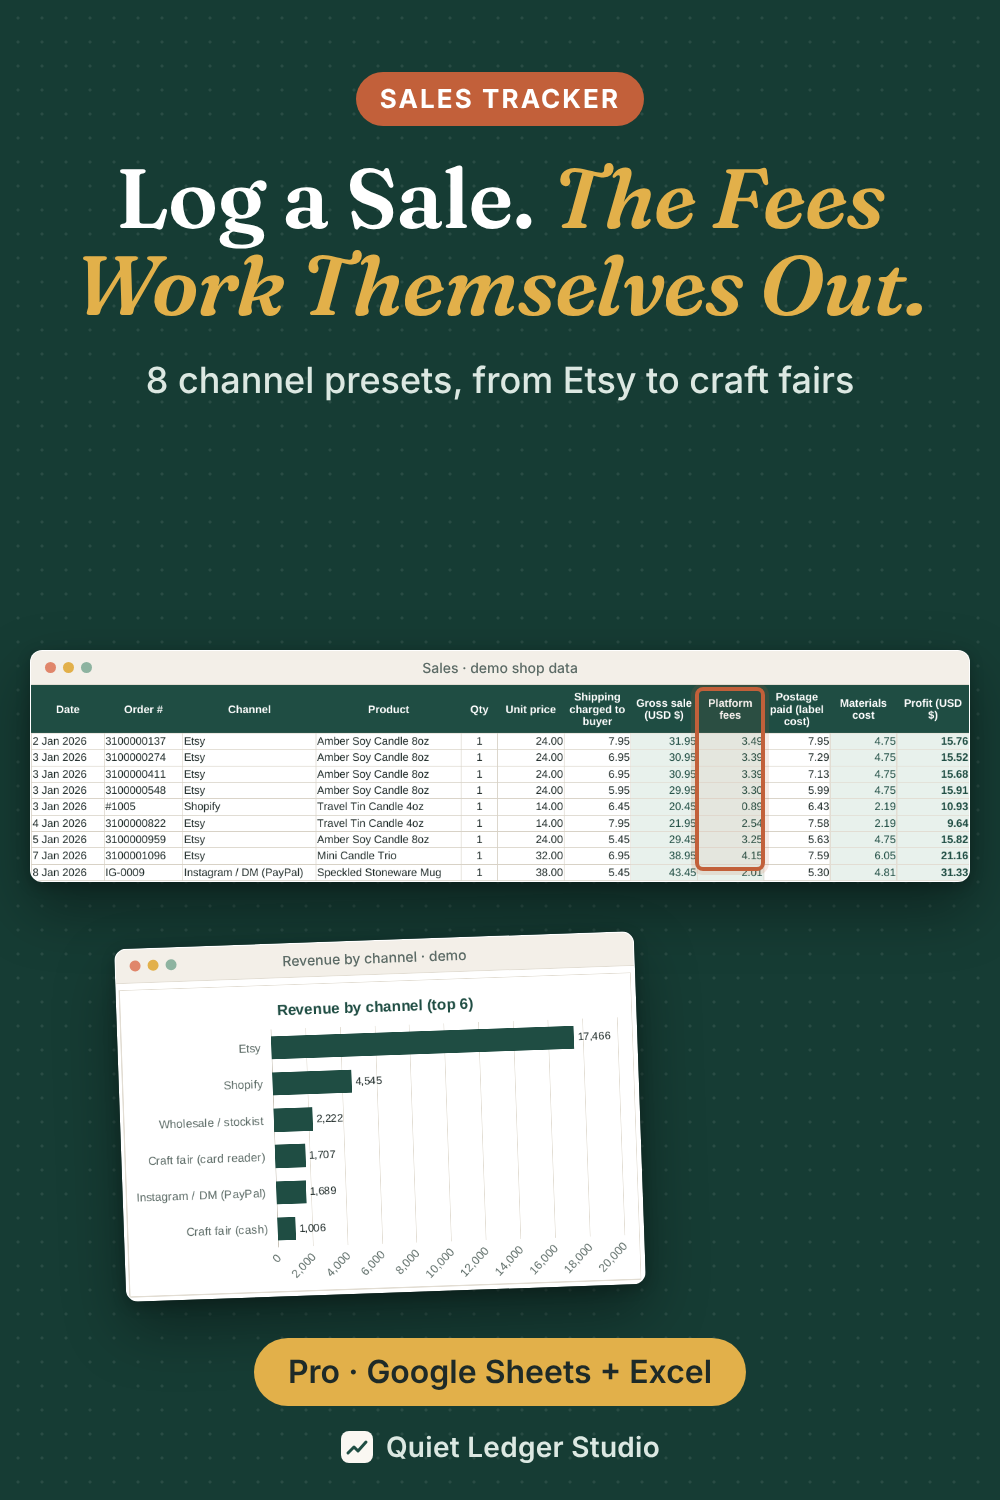 SALES TRACKER
Log a Sale. The Fees
Work Themselves Out.
8 channel presets, from Etsy to craft fairs
Sales · demo shop data
Date Order # Channel Product Qty Unit price Shipping charged to buyer Gross sale (USD $) Platform fees Postage paid (label cost) Materials cost Profit (USD $)
2 Jan 2026 3100000137 Etsy Amber Soy Candle 8oz 1 24.00 7.95 31.95 3.49 7.95 4.75 15.76
3 Jan 2026 3100000274 Etsy Amber Soy Candle 8oz 1 24.00 6.95 30.95 3.39 7.29 4.75 15.52
3 Jan 2026 3100000411 Etsy Amber Soy Candle 8oz 1 24.00 6.95 30.95 3.39 7.13 4.75 15.68
3 Jan 2026 3100000548 Etsy Amber Soy Candle 8oz 1 24.00 5.95 29.95 3.30 5.99 4.75 15.91
3 Jan 2026 #1005 Shopify Travel Tin Candle 4oz 1 14.00 6.45 20.45 0.89 6.43 2.19 10.93
4 Jan 2026 3100000822 Etsy Travel Tin Candle 4oz 1 14.00 7.95 21.95 2.54 7.58 2.19 9.64
5 Jan 2026 3100000959 Etsy Amber Soy Candle 8oz 1 24.00 5.45 29.45 3.25 5.63 4.75 15.82
7 Jan 2026 3100001096 Etsy Mini Candle Trio 1 32.00 6.95 38.95 4.15 7.59 6.05 21.16
8 Jan 2026 IG-0009 Instagram / DM (PayPal) Speckled Stoneware Mug 1 38.00 5.45 43.45 2.01 5.30 4.81 31.33
Revenue by channel · demo
Revenue by channel (top 6)
Etsy 17,466
Shopify 4,545
Wholesale / stockist 2,222
Craft fair (card reader) 1,707
Instagram / DM (PayPal) 1,689
Craft fair (cash) 1,006
0 2,000 4,000 6,000 8,000 10,000 12,000 14,000 16,000 18,000 20,000
Pro · Google Sheets + Excel
Quiet Ledger Studio